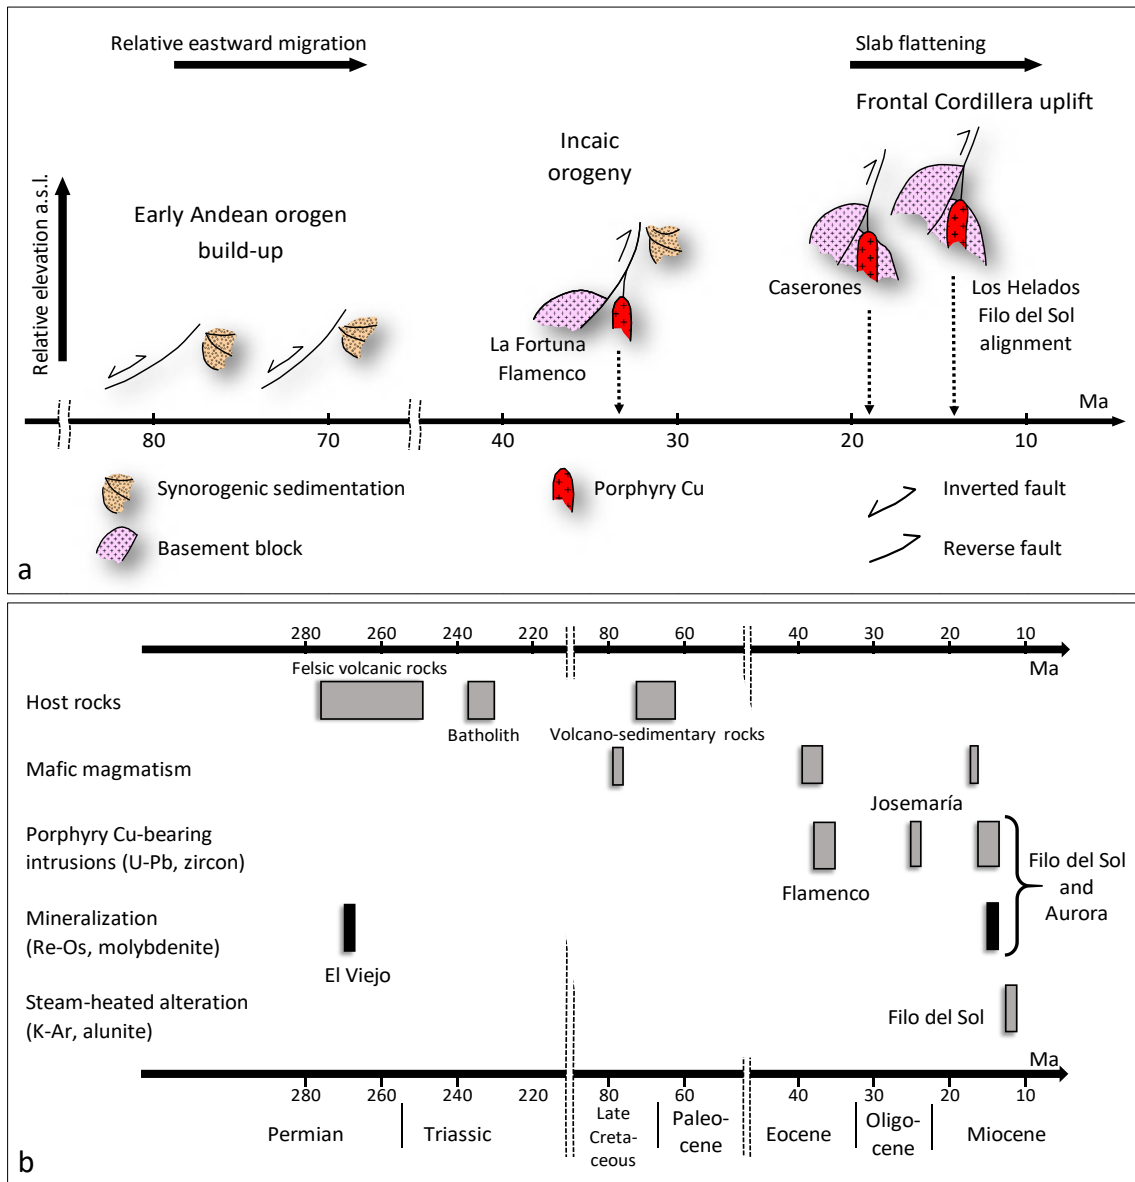 Relative eastward migration
Slab flattening
Frontal Cordillera uplift
Incaic
orogeny
Relative elevation a.s.l.
Early Andean orogen
build-up
Caserones
Los Helados
Filo del Sol
alignment
La Fortuna
Flamenco
Ma
80 70 40 30 20 10
Synorogenic sedimentation
Porphyry Cu
Inverted fault
Basement block
Reverse fault
a
280 260 240 220 80 60 40 30 20 10
Ma
Felsic volcanic rocks
Host rocks
Batholith
Volcano-sedimentary rocks
Mafic magmatism
Josemaría
Porphyry Cu-bearing
intrusions (U-Pb, zircon)
Flamenco
Filo del Sol
and
Aurora
Mineralization
(Re-Os, molybdenite)
El Viejo
Steam-heated alteration
(K-Ar, alunite)
Filo del Sol
Ma
280 260 240 220 80 60 40 30 20 10
Permian
Triassic
Late
Creta-
ceous
Paleo-
cene
Eocene
Oligo-
cene
Miocene
b